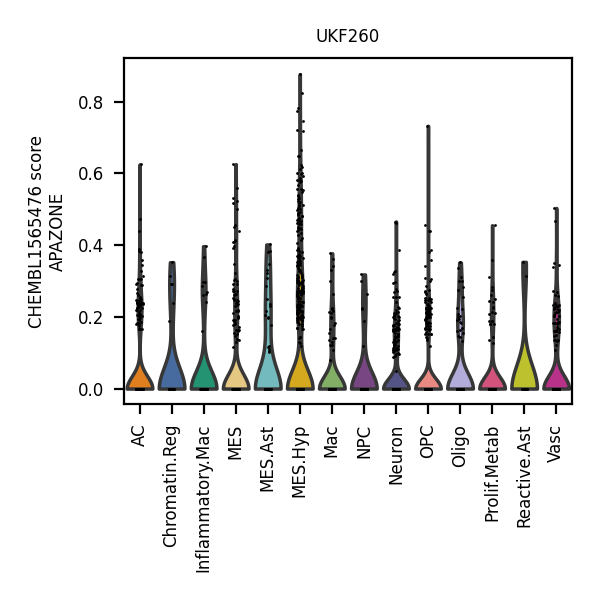 UKF260
CHEMBL1565476 score
APAZONE
0.8
0.6
0.4
0.2
0.0
AC
Chromatin.Reg
Inflammatory.Mac
MES
MES.Ast
MES.Hyp
Mac
NPC
Neuron
OPC
Oligo
Prolif.Metab
Reactive.Ast
Vasc